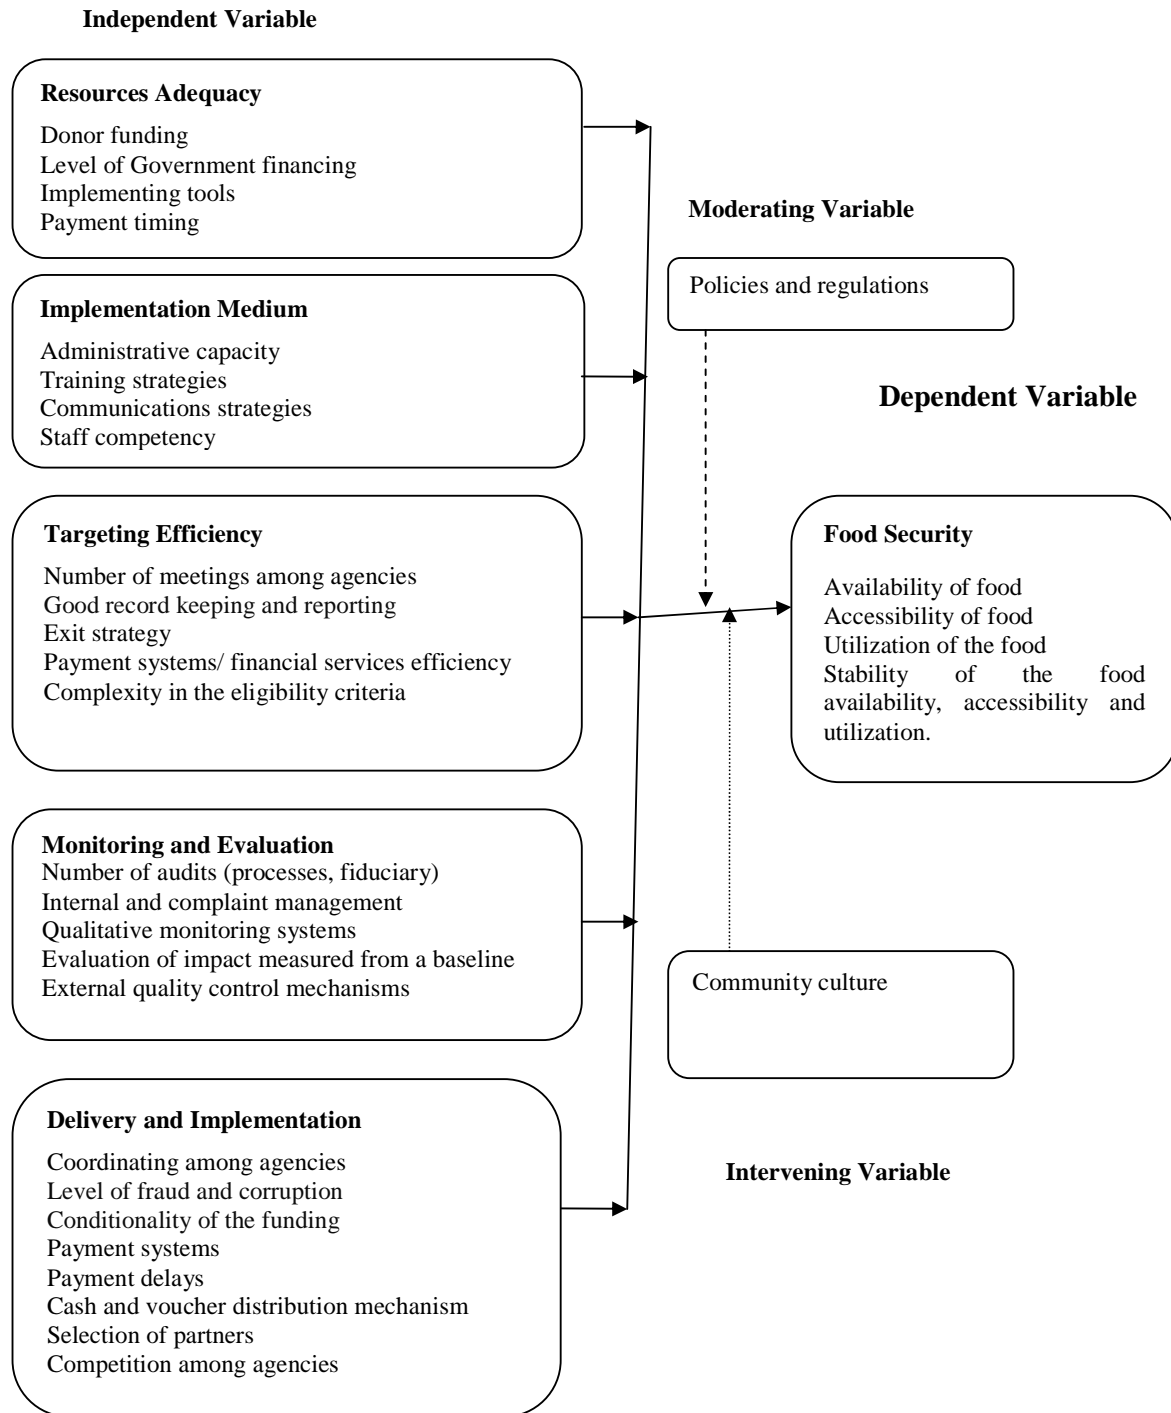 Independent Variable
Resources Adequacy
Donor funding
Level of Government financing
Implementing tools
Payment timing
Implementation Medium
Administrative capacity
Training strategies
Communications strategies
Staff competency
Targeting Efficiency
Number of meetings among agencies
Good record keeping and reporting
Exit strategy
Payment systems/ financial services efficiency
Complexity in the eligibility criteria
Monitoring and Evaluation
Number of audits (processes, fiduciary)
Internal and complaint management
Qualitative monitoring systems
Evaluation of impact measured from a baseline
External quality control mechanisms
Delivery and Implementation
Coordinating among agencies
Level of fraud and corruption
Conditionality of the funding
Payment systems
Payment delays
Cash and voucher distribution mechanism
Selection of partners
Competition among agencies
Moderating Variable
Policies and regulations
Dependent Variable
Food Security
Availability of food
Accessibility of food
Utilization of the food
Stability of the food
availability, accessibility and
utilization.
Community culture
Intervening Variable